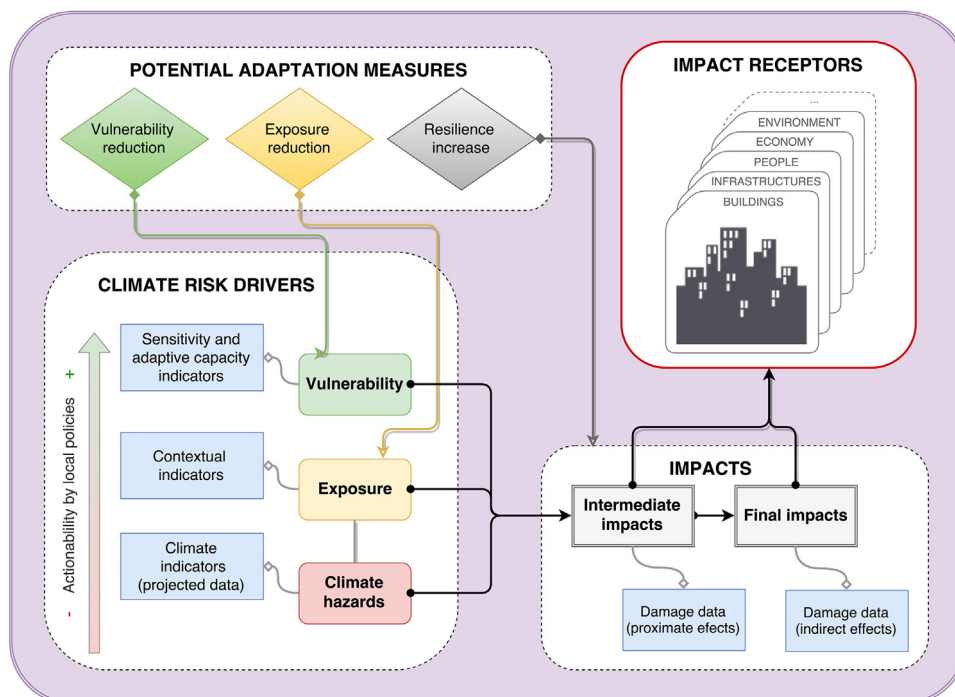 POTENTIAL ADAPTATION MEASURES
Vulnerability
reduction
Exposure
reduction
Resilience
increase
IMPACT RECEPTORS
...
ENVIRONMENT
ECONOMY
PEOPLE
INFRASTRUCTURES
BUILDINGS
CLIMATE RISK DRIVERS
- Actionability by local policies +
Sensitivity and
adaptive capacity
indicators
Vulnerability
Contextual
indicators
Exposure
Climate
indicators
(projected data)
Climate
hazards
IMPACTS
Intermediate
impacts
Final impacts
Damage data
(proximate efects)
Damage data
(indirect effects)